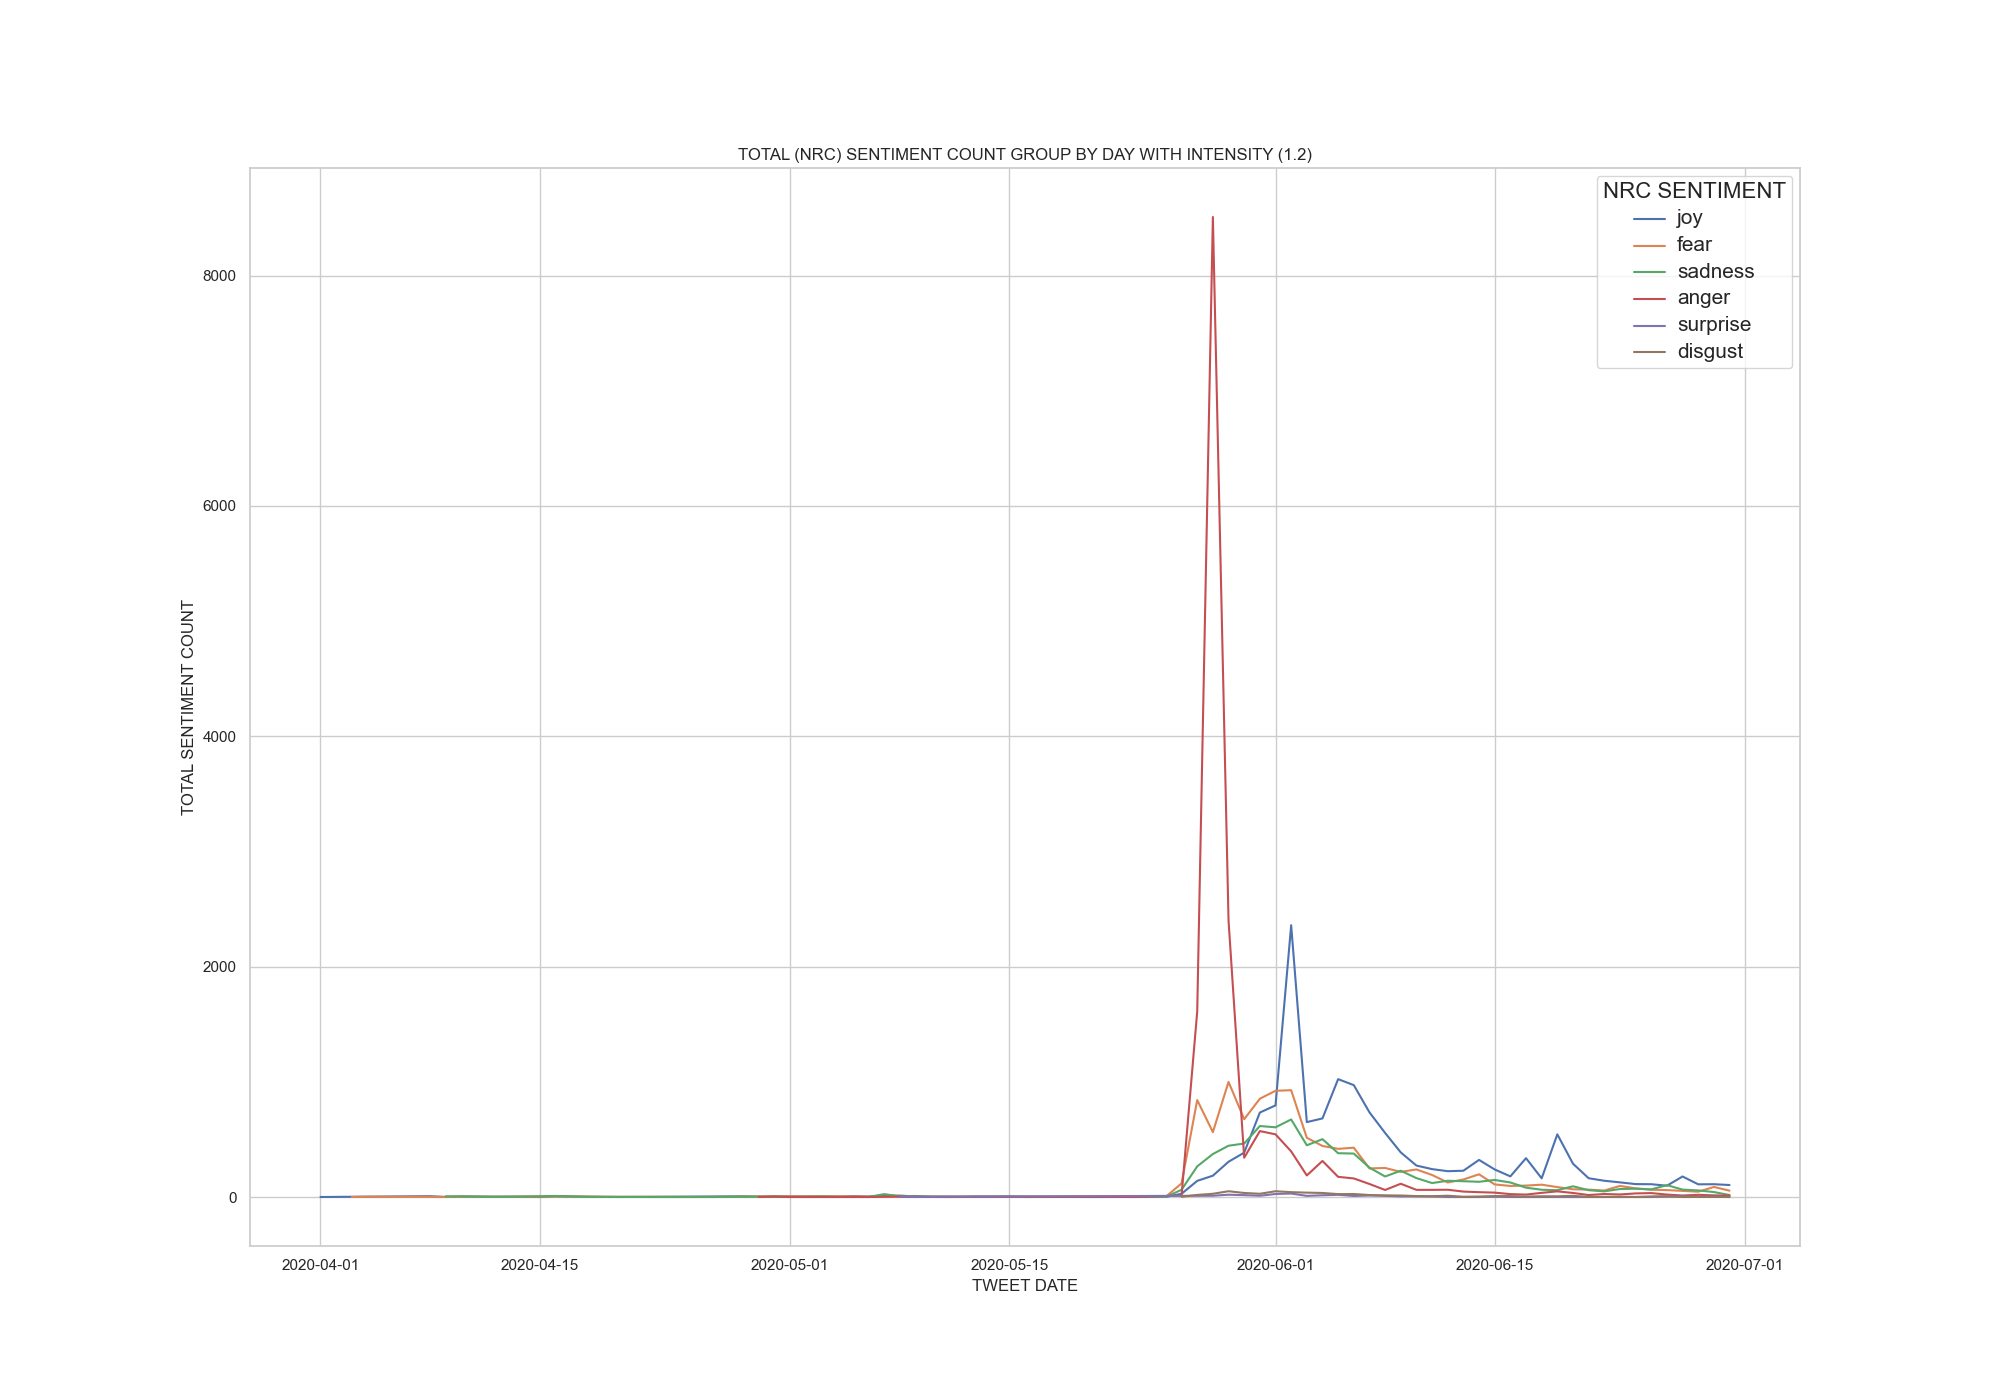 TOTAL (NRC) SENTIMENT COUNT GROUP BY DAY WITH INTENSITY (1.2)
NRC SENTIMENT
joy
fear
sadness
anger
surprise
disgust
8000
6000
4000
2000
0
TOTAL SENTIMENT COUNT
2020-04-01 2020-04-15 2020-05-01 2020-05-15 2020-06-01 2020-06-15 2020-07-01
TWEET DATE